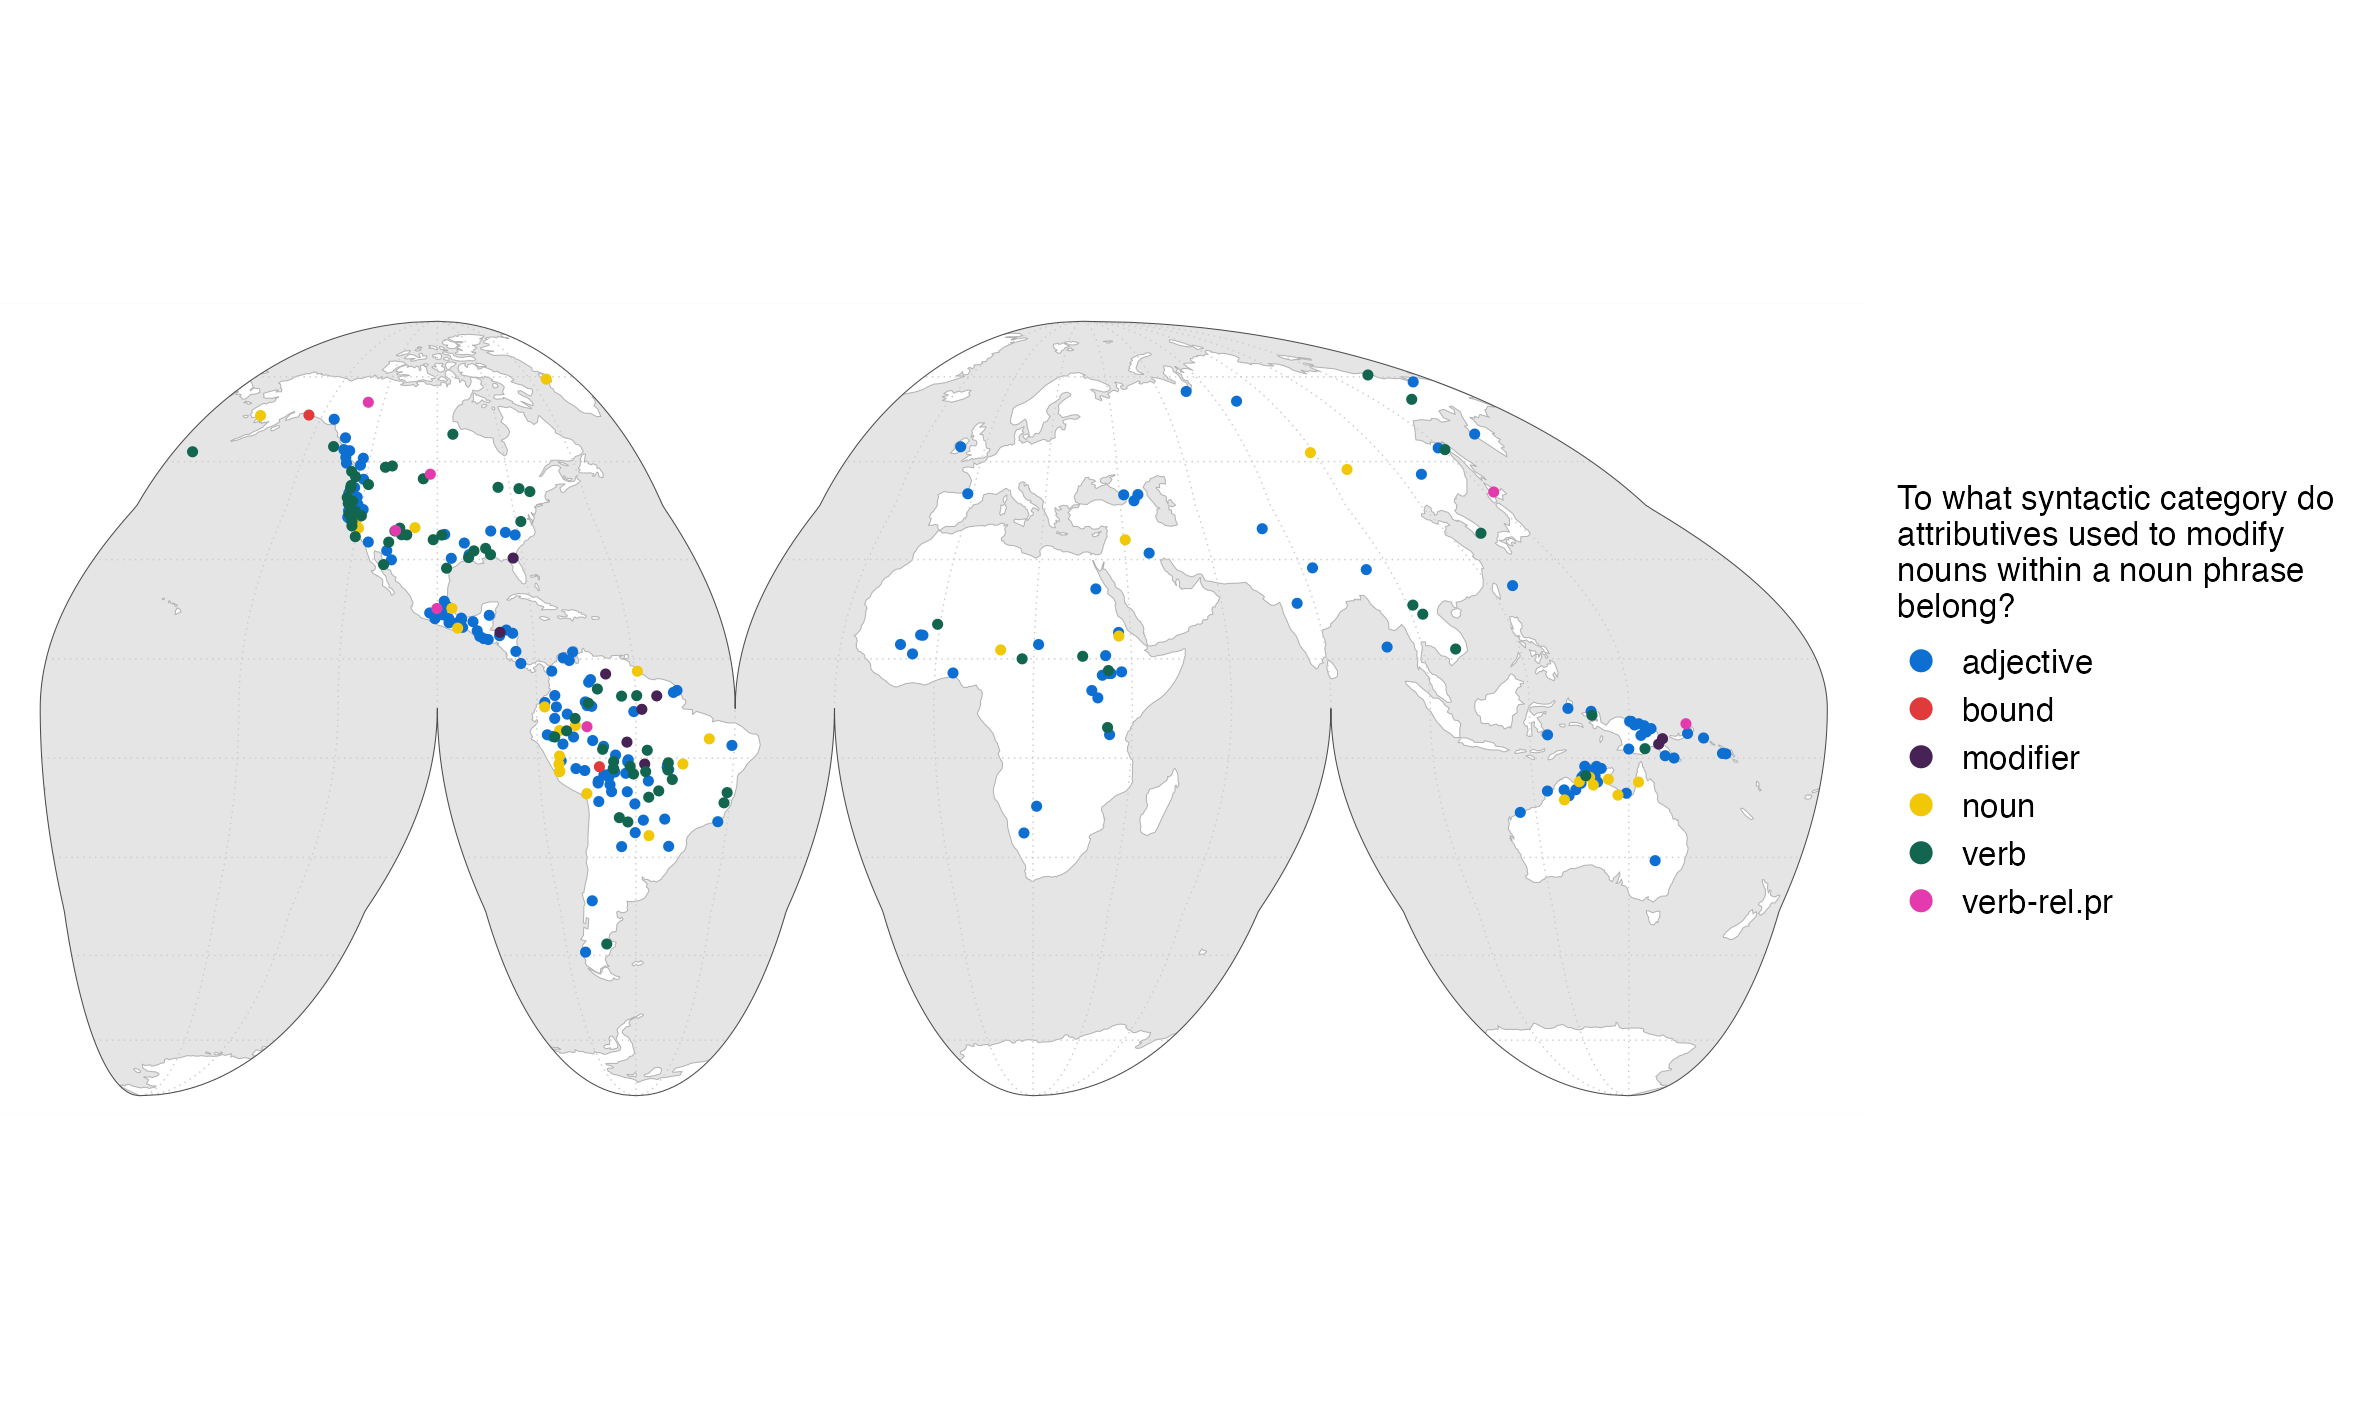 To what syntactic category do
attributives used to modify
nouns within a noun phrase
belong?
adjective
bound
modifier
noun
verb
verb-rel.pr